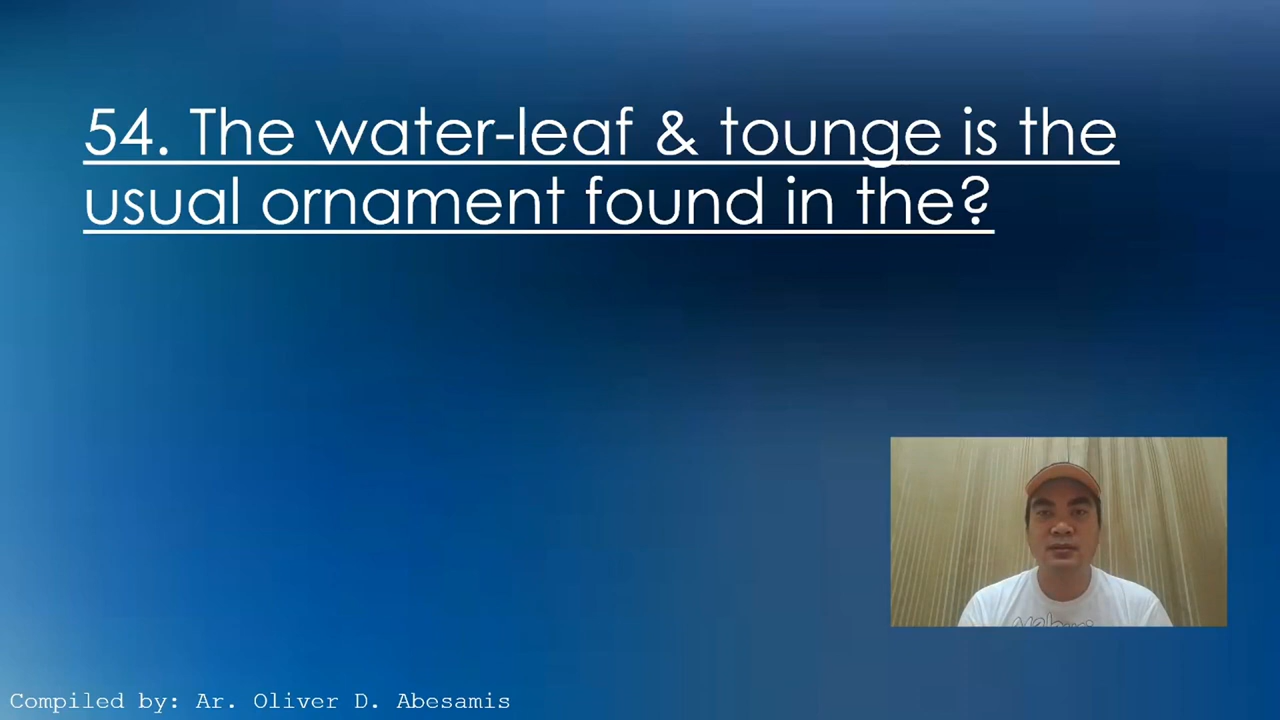 54. The water-leaf & tounge is the
usual ornament found in the?
Compiled by: Ar. Oliver D. Abesamis